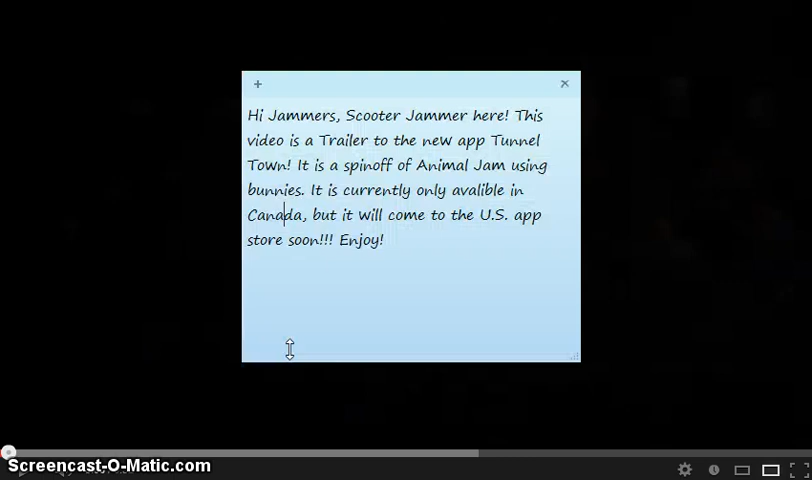 Hi Jammers, Scooter Jammer here! This
video is a Trailer to the new app Tunnel
Town! It is a spinoff of Animal Jam using
bunnies. It is currently only avalible in
Canada, but it will come to the U.S. app
store soon!!! Enjoy!
Screencast-O-Matic.com